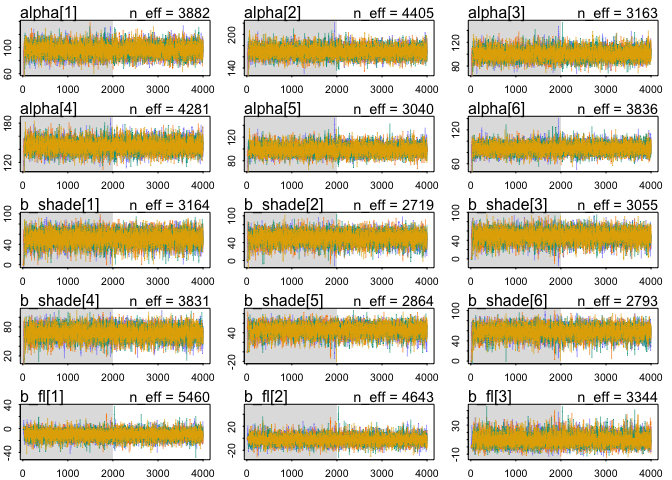 alpha[1] n_eff = 3882 alpha[2] n_eff = 4405 alpha[3] n_eff = 3163
60 100 140 200 80 120
0 1000 2000 3000 4000 0 1000 2000 3000 4000 0 1000 2000 3000 4000
alpha[4] n_eff = 4281 alpha[5] n_eff = 3040 alpha[6] n_eff = 3836
120 180 80 120 60 120
0 1000 2000 3000 4000 0 1000 2000 3000 4000 0 1000 2000 3000 4000
b_shade[1] n_eff = 3164 b_shade[2] n_eff = 2719 b_shade[3] n_eff = 3055
0 40 100 0 40 100 0 40 100
0 1000 2000 3000 4000 0 1000 2000 3000 4000 0 1000 2000 3000 4000
b_shade[4] n_eff = 3831 b_shade[5] n_eff = 2864 b_shade[6] n_eff = 2793
20 80 -20 40 0 40 100
0 1000 2000 3000 4000 0 1000 2000 3000 4000 0 1000 2000 3000 4000
b_fl[1] n_eff = 5460 b_fl[2] n_eff = 4643 b_fl[3] n_eff = 3344
-40 0 40 -20 20 -10 30
0 1000 2000 3000 4000 0 1000 2000 3000 4000 0 1000 2000 3000 4000